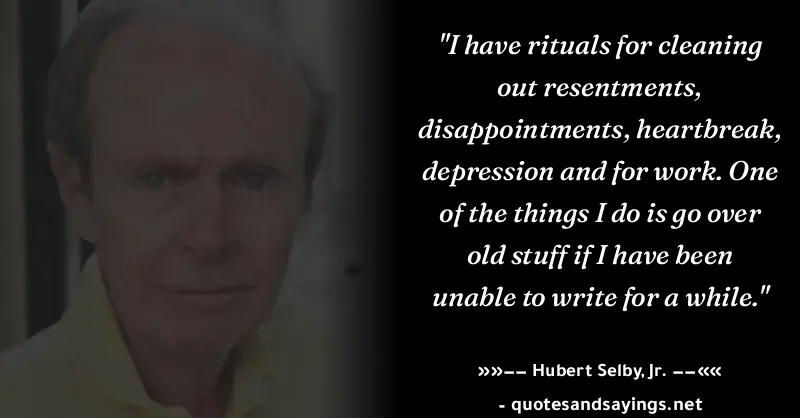 "I have rituals for cleaning
out resentments,
disappointments, heartbreak,
depression and for work. One
of the things I do is go over
old stuff if I have been
unable to write for a while."
»»−− Hubert Selby, Jr. −−««
- quotesandsayings.net